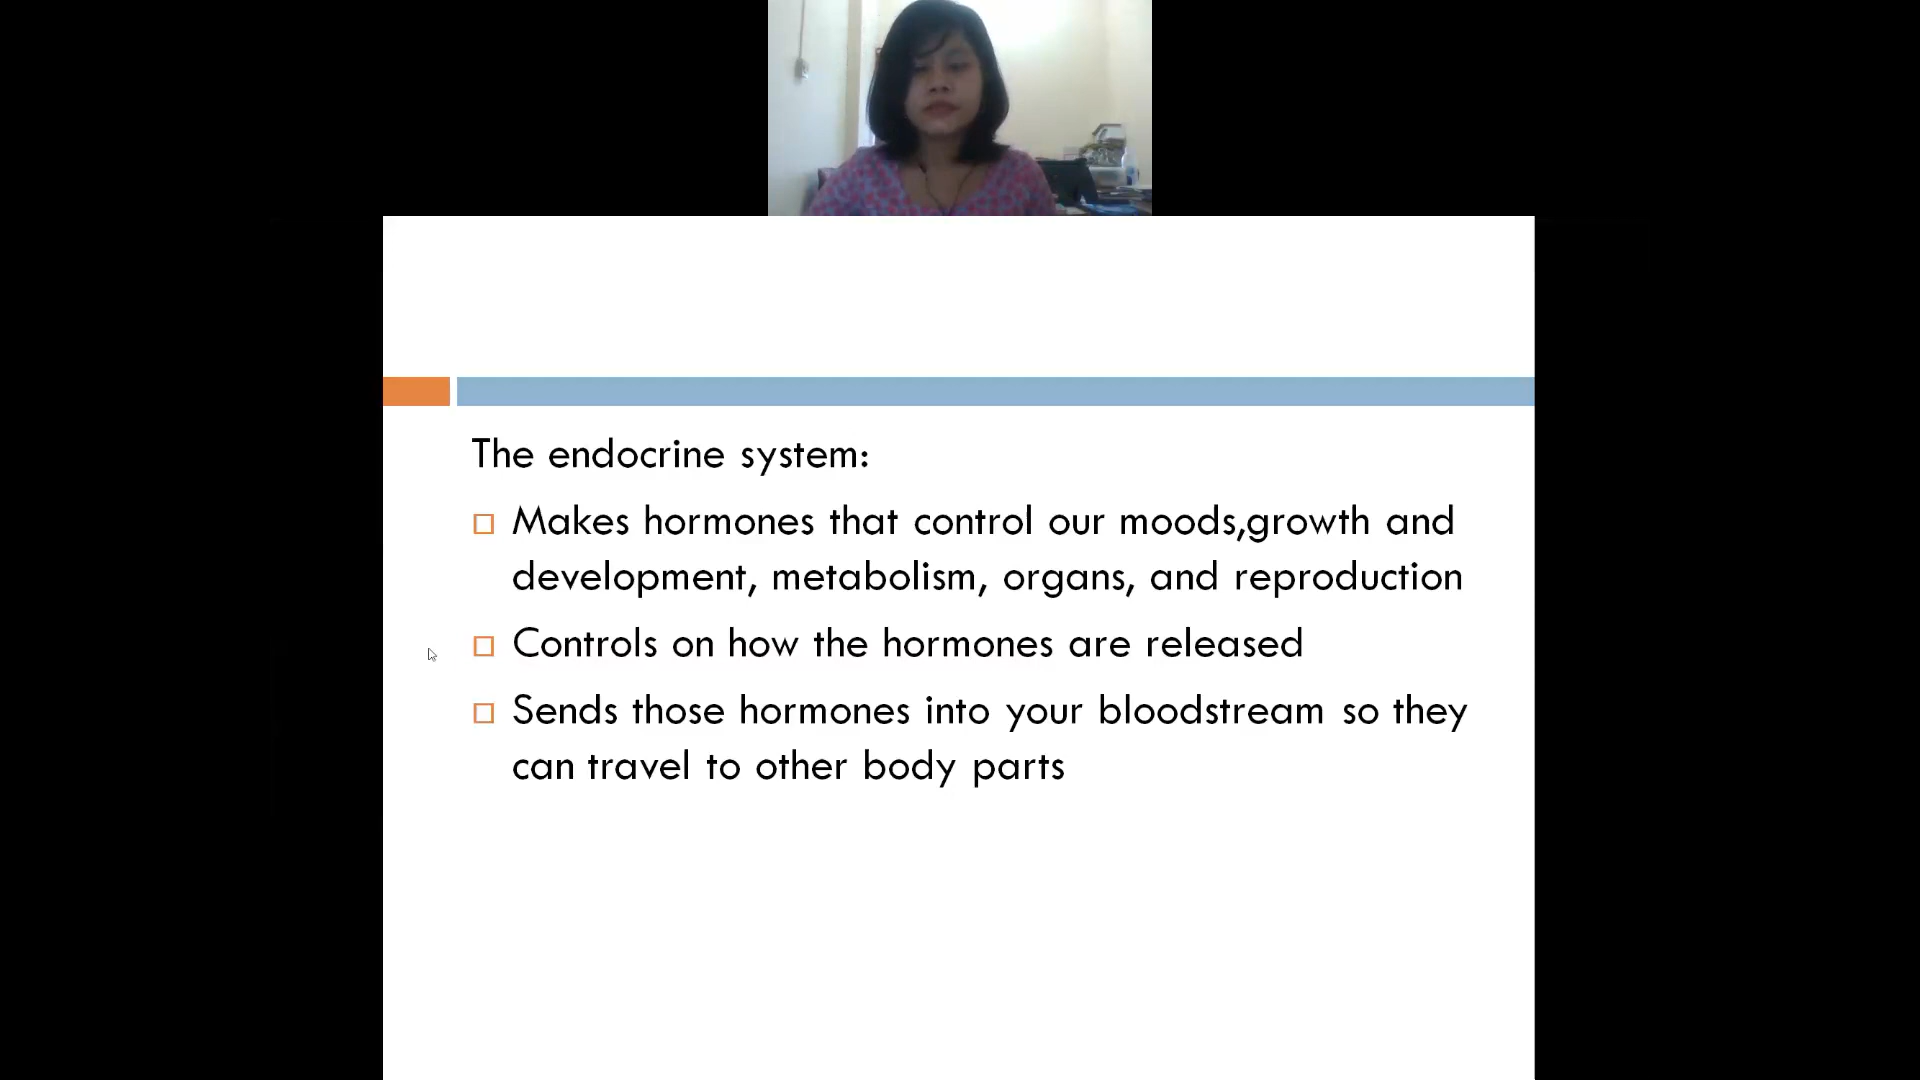 The endocrine system:
Makes hormones that control our moods,growth and
development, metabolism, organs, and reproduction
Controls on how the hormones are released
Sends those hormones into your bloodstream so they
can travel to other body parts